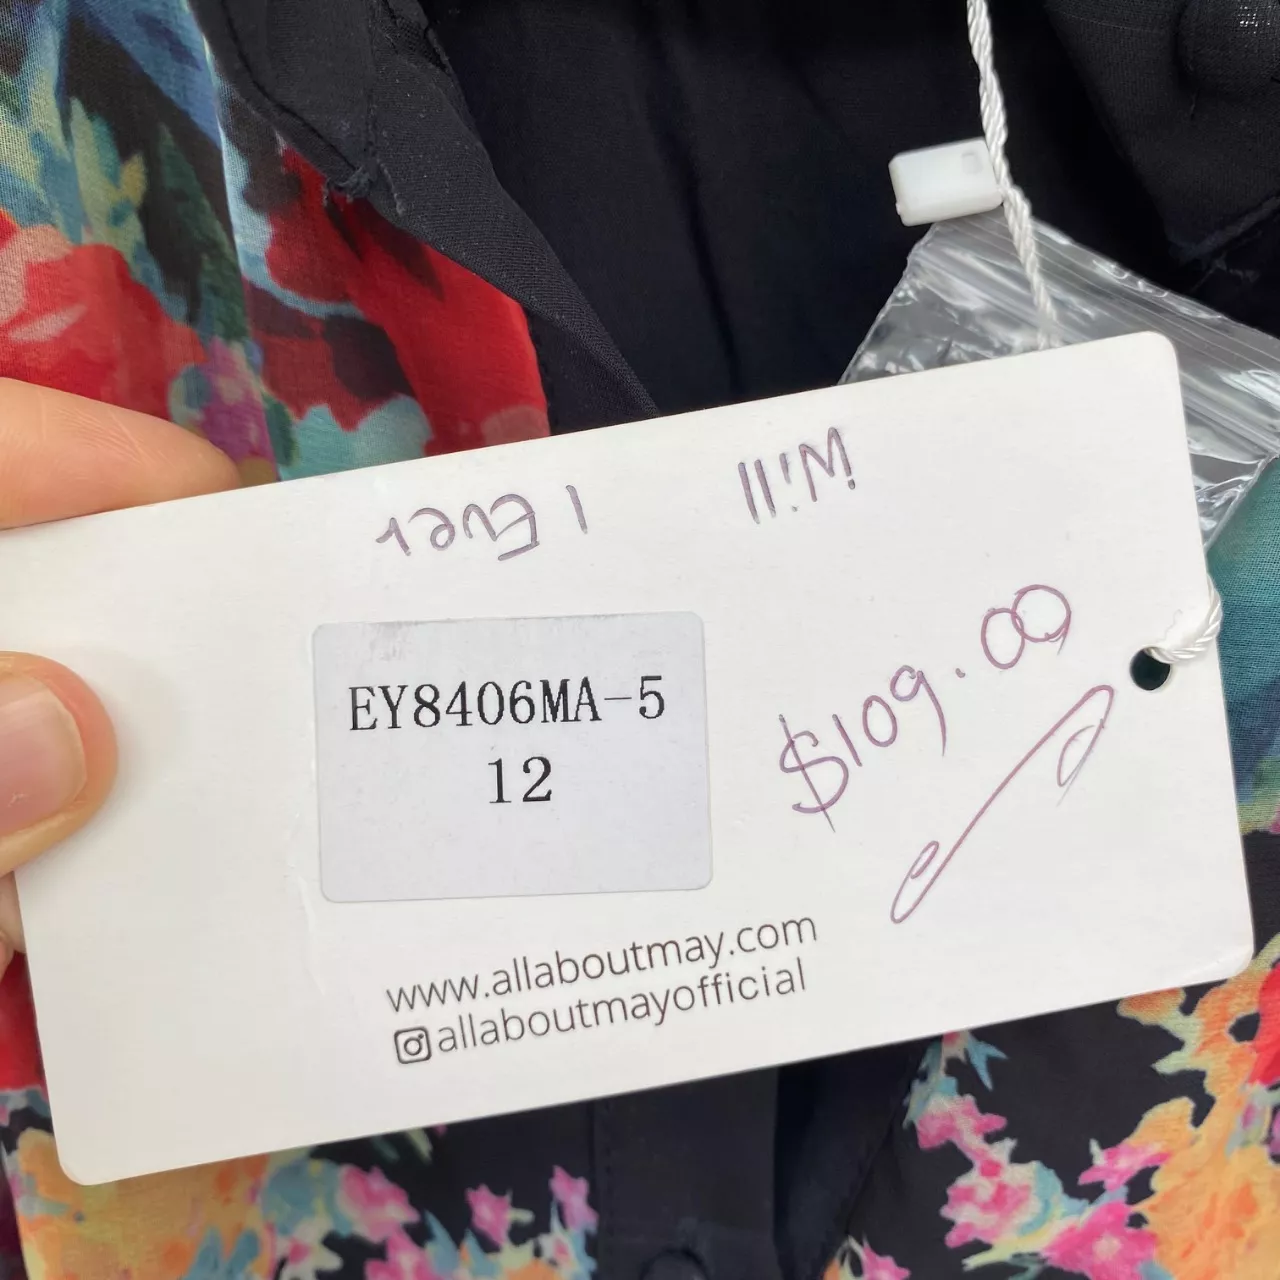 Will I Ever
EY8406MA-5
12
$109.00
www.allaboutmay.com
allaboutmayofficial